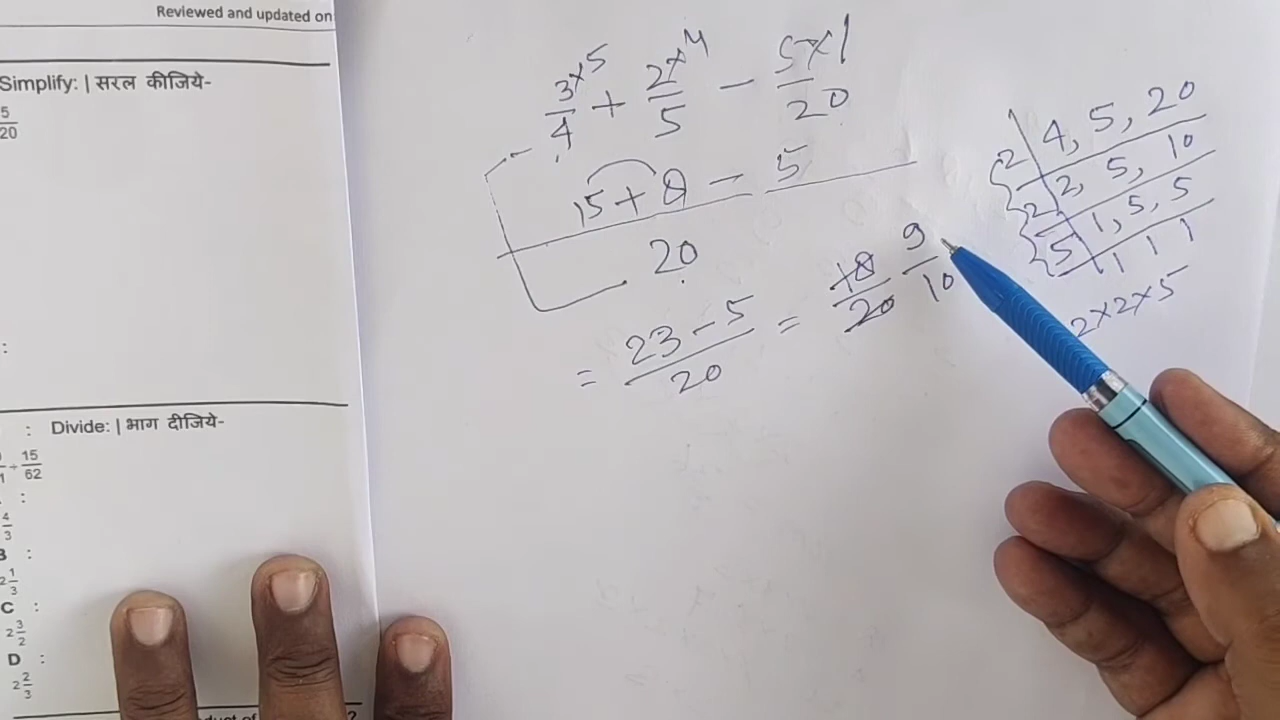 Reviewed and updated on
Simplify: | सरल कीजिये-
5/20
:
: Divide: | भाग दीजिये-
÷ 15/62
:
4/3
B :
2 1/3
C :
2 3/2
D :
2 2/3
3×5/4 + 2×4/5 - 5×1/20
15 + 8 - 5
20
= 23 - 5/20 = 18/20 9/10
2 4, 5, 20
2 2, 5, 10
5 1, 5, 5
1 1 1
2×2×5